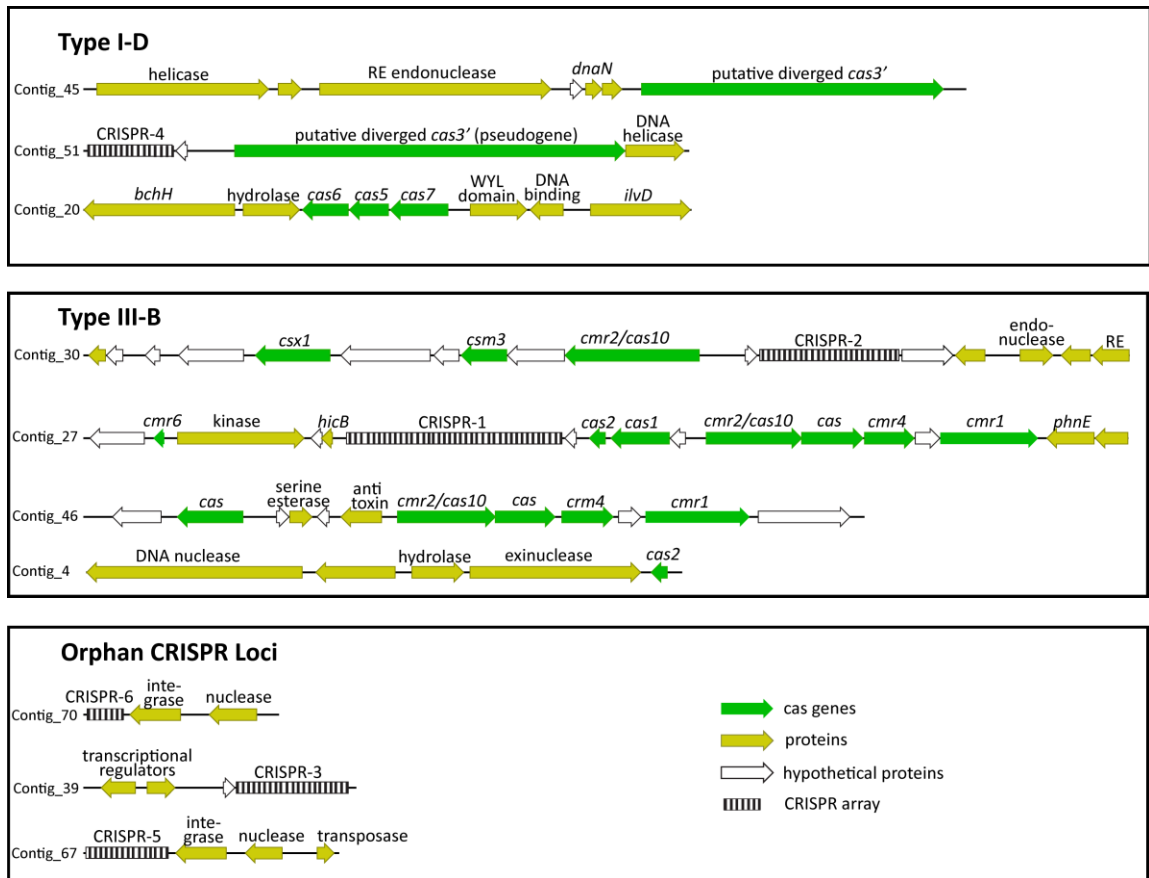 Type I-D
helicase RE endonuclease dnaN putative diverged cas3'
Contig_45
CRISPR-4 putative diverged cas3' (pseudogene) DNA
helicase
Contig_51
bchH hydrolase cas6 cas5 cas7 WYL
domain DNA
binding ilvD
Contig_20
Type III-B
csx1 csm3 cmr2/cas10 CRISPR-2 endo-
nuclease RE
Contig_30
cmr6 kinase hicB CRISPR-1 cas2 cas1 cmr2/cas10 cas cmr4 cmr1 phnE
Contig_27
cas serine
esterase anti
toxin cmr2/cas10 cas crm4 cmr1
Contig_46
DNA nuclease hydrolase exinuclease cas2
Contig_4
Orphan CRISPR Loci
CRISPR-6 inte-
grase nuclease
Contig_70
transcriptional
regulators CRISPR-3
Contig_39
CRISPR-5 inte-
grase nuclease transposase
Contig_67
cas genes
proteins
hypothetical proteins
CRISPR array